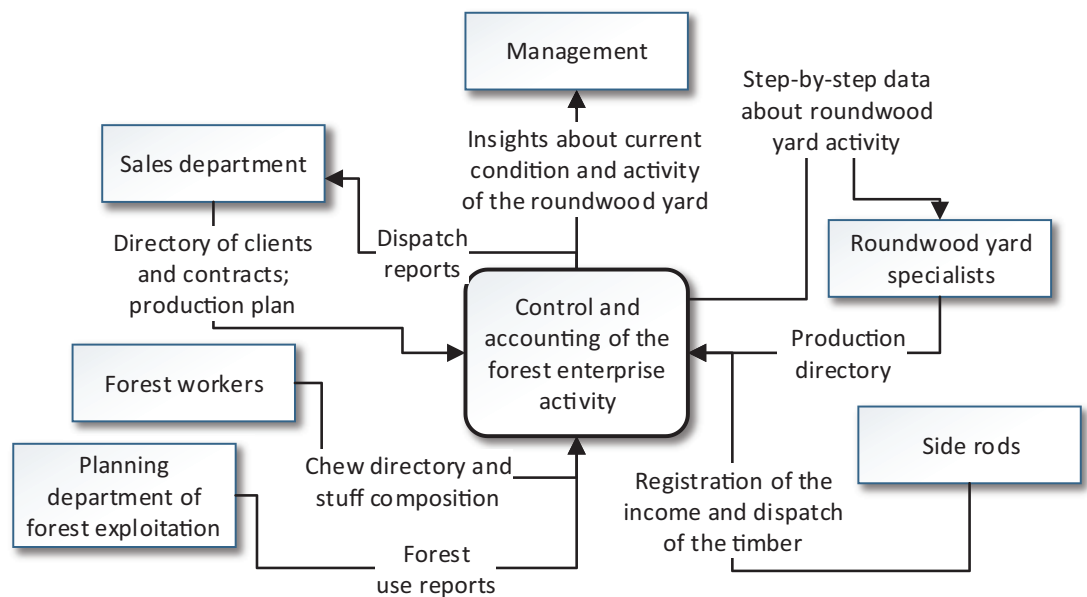 Management
Step-by-step data
about roundwood
yard activity
Insights about current
condition and activity
of the roundwood yard
Sales department
Directory of clients
and contracts;
production plan
Dispatch
reports
Roundwood yard
specialists
Control and
accounting of the
forest enterprise
activity
Production
directory
Forest workers
Side rods
Planning
department of
forest exploitation
Chew directory and
stuff composition
Registration of the
income and dispatch
of the timber
Forest
use reports